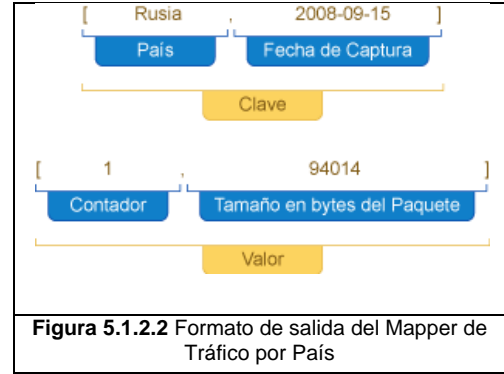 [ Rusia , 2008-09-15 ]
País Fecha de Captura
Clave
[ 1 , 94014 ]
Contador Tamaño en bytes del Paquete
Valor
Figura 5.1.2.2 Formato de salida del Mapper de
Tráfico por País